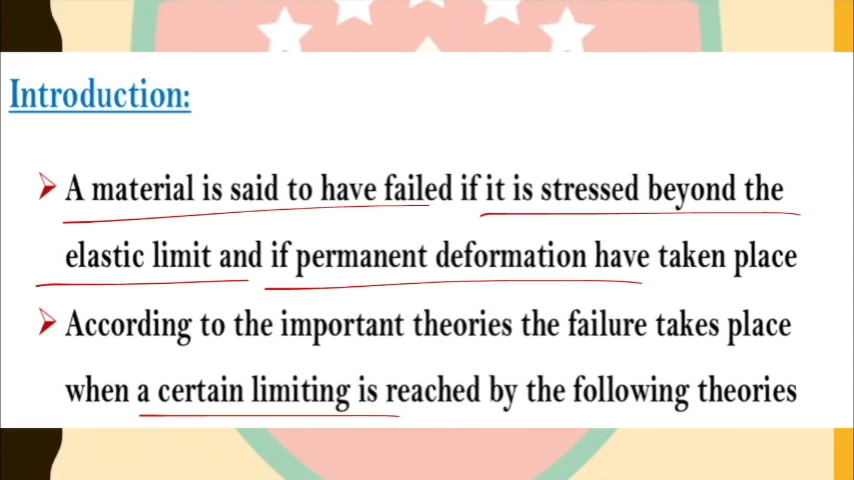 Introduction:
➢ A material is said to have failed if it is stressed beyond the
elastic limit and if permanent deformation have taken place
➢ According to the important theories the failure takes place
when a certain limiting is reached by the following theories